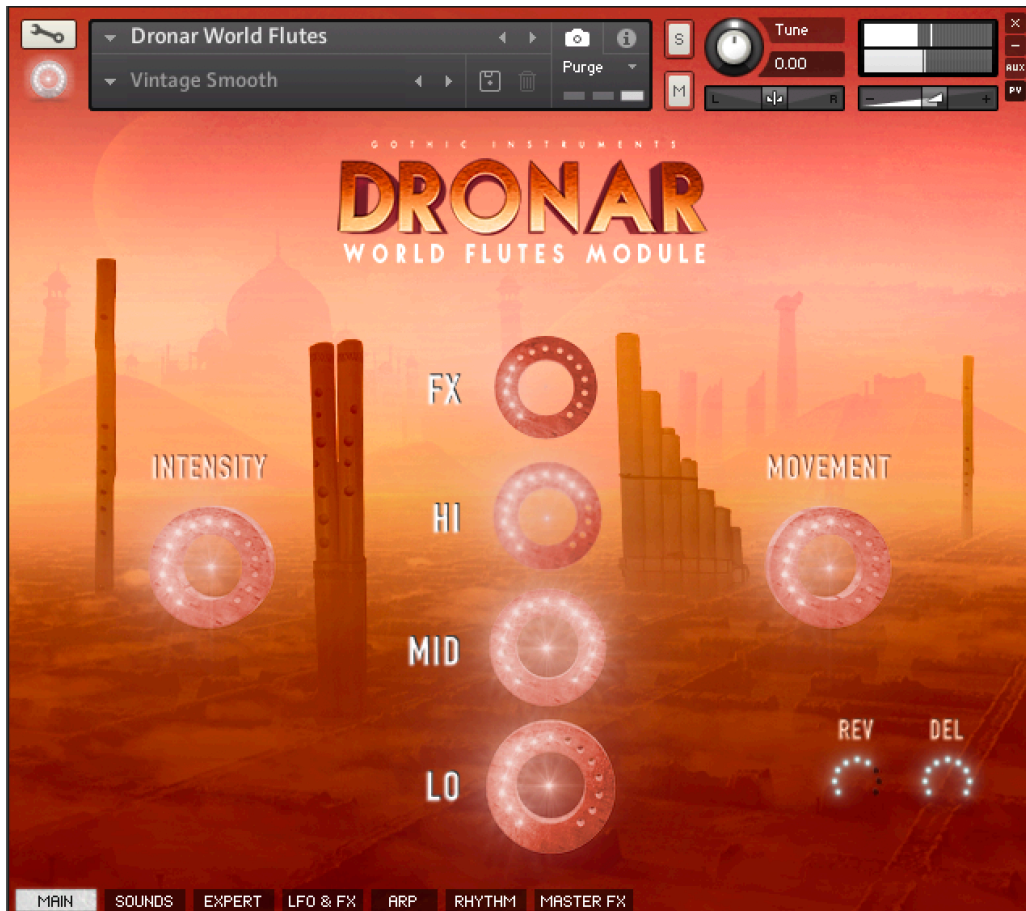 Dronar World Flutes
Vintage Smooth
Purge
S
M
Tune
0.00
L R
- +
×
-
AUX
PV
GOTHIC INSTRUMENTS
DRONAR
WORLD FLUTES MODULE
FX
INTENSITY
MOVEMENT
HI
MID
REV DEL
LO
MAIN SOUNDS EXPERT LFO & FX ARP RHYTHM MASTER FX